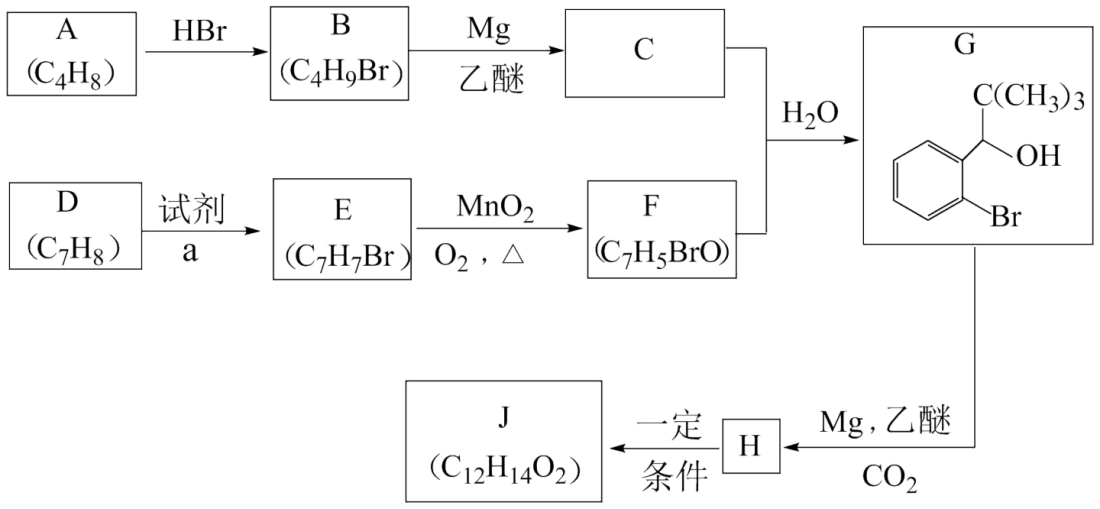 A
(C₄H₈)
HBr
B
(C₄H₉Br)
Mg
乙醚
C
H₂O
G
C(CH₃)₃
OH
Br
D
(C₇H₈)
试剂
a
E
(C₇H₇Br)
MnO₂
O₂，△
F
(C₇H₅BrO)
J
(C₁₂H₁₄O₂)
一定
条件
H
Mg，乙醚
CO₂